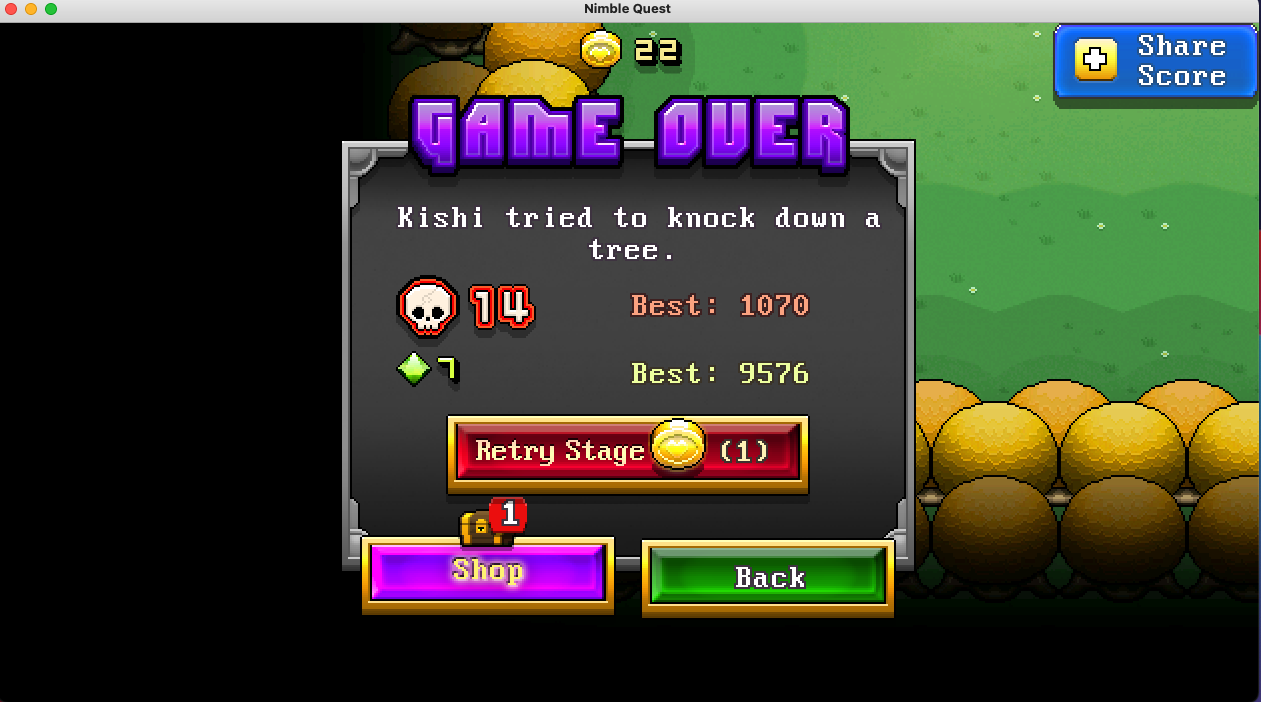 Nimble Quest
22
Share
Score
GAME OVER
Kishi tried to knock down a
tree.
14
Best: 1070
7
Best: 9576
Retry Stage (1)
1
Shop
Back